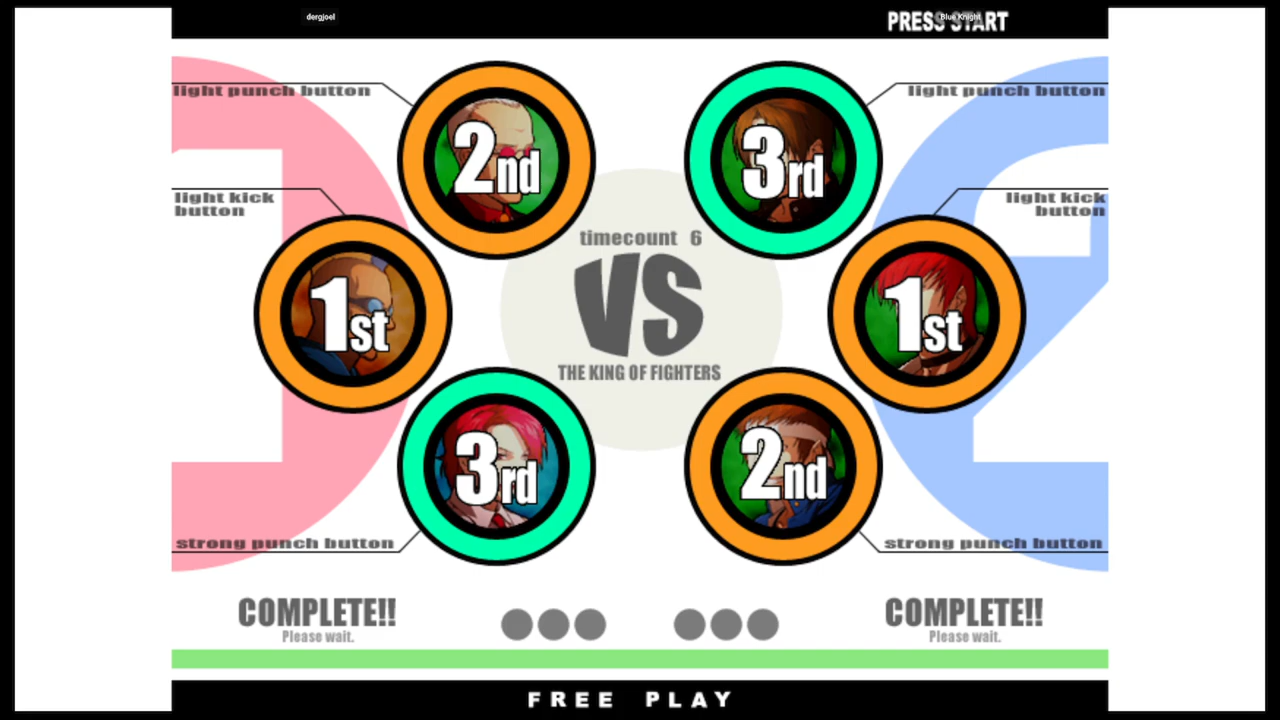 dergjoel
Blue Knight
PRESS START
light punch button
light punch button
2nd
3rd
light kick
button
light kick
button
timecount 6
VS
THE KING OF FIGHTERS
1st
1st
3rd
2nd
strong punch button
strong punch button
COMPLETE!!
Please wait.
COMPLETE!!
Please wait.
FREE PLAY